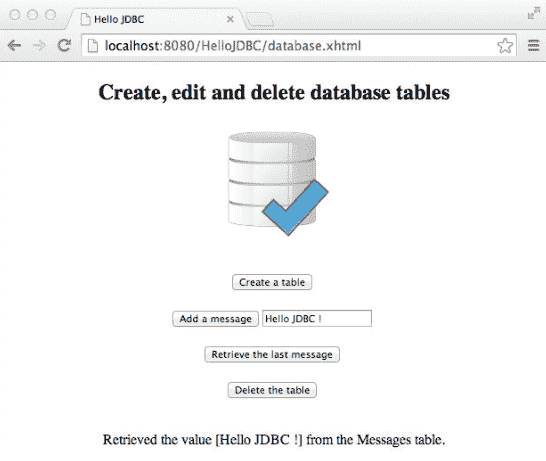 Hello JDBC
localhost:8080/HelloJDBC/database.xhtml
Create, edit and delete database tables
Create a table
Add a message Hello JDBC !
Retrieve the last message
Delete the table
Retrieved the value [Hello JDBC !] from the Messages table.